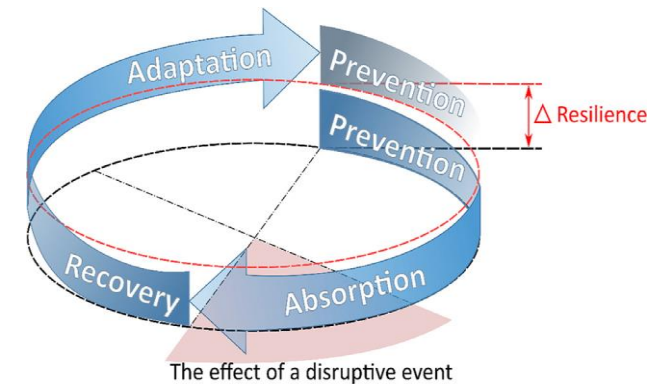 Adaptation
Prevention
Prevention
△ Resilience
Recovery
Absorption
The effect of a disruptive event